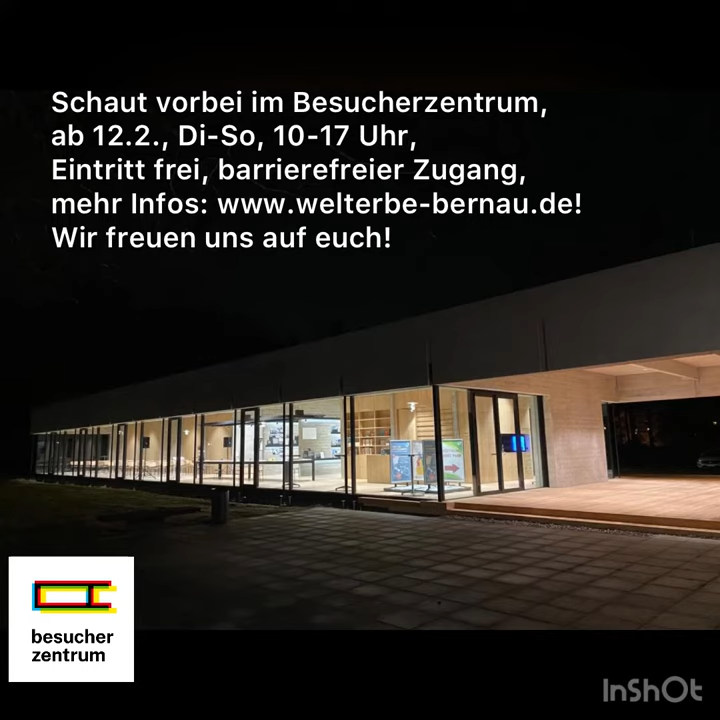 Schaut vorbei im Besucherzentrum,
ab 12.2., Di-So, 10-17 Uhr,
Eintritt frei, barrierefreier Zugang,
mehr Infos: www.welterbe-bernau.de!
Wir freuen uns auf euch!
besucher
zentrum
InShOt